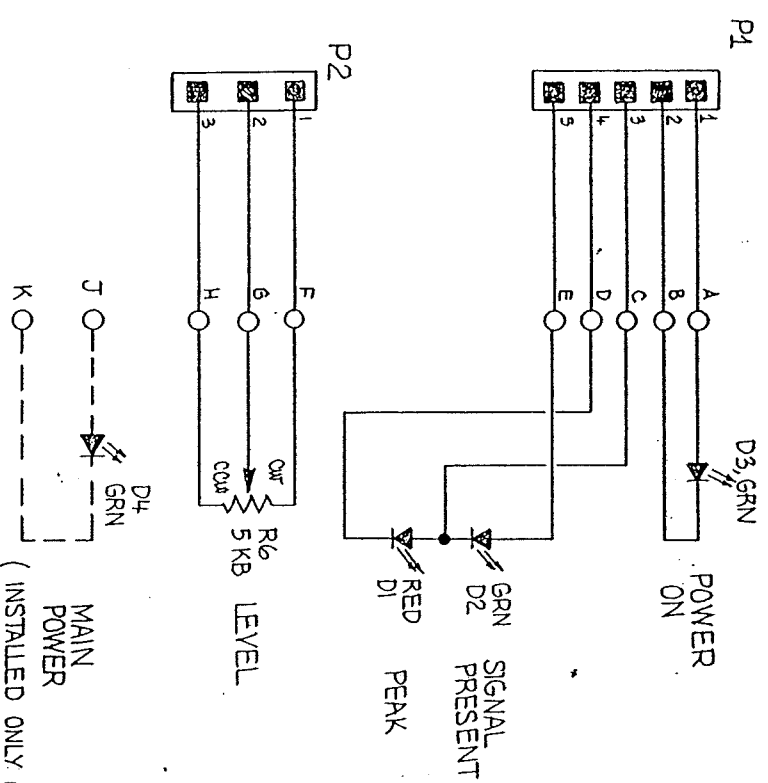 P1
1 A
D3, GRN
POWER
ON
2 B
3 C
4 D
5 E
GRN
D2
SIGNAL
PRESENT
RED
D1
PEAK
P2
1 F
2 G
3 H
CW
CCW
R6
5 KB
LEVEL
J
K
D4
GRN
MAIN
POWER
(INSTALLED ONLY